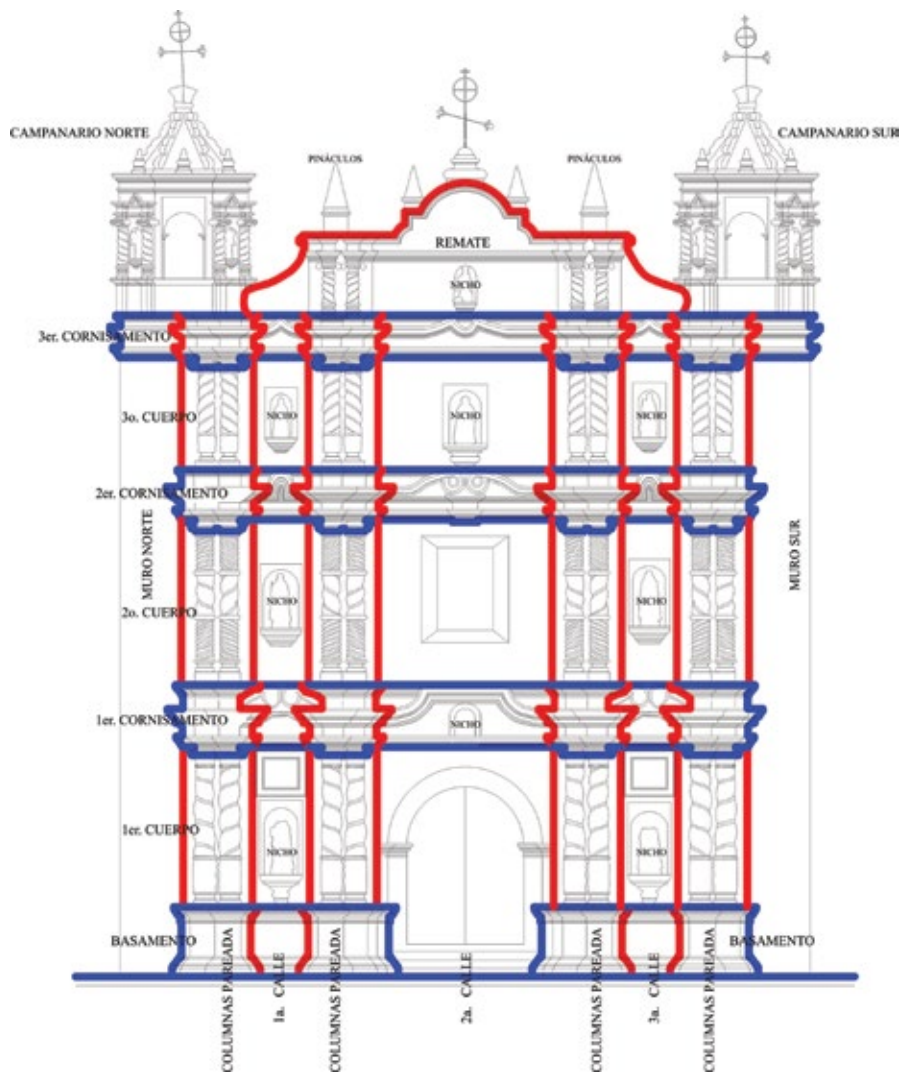 CAMPANARIO NORTE
CAMPANARIO SUR
PINÁCULOS
PINÁCULOS
REMATE
NICHO
3er. CORNISAMENTO
3o. CUERPO
NICHO
NICHO
NICHO
2er. CORNISAMENTO
MURO NORTE
MURO SUR
NICHO
NICHO
2o. CUERPO
1er. CORNISAMENTO
NICHO
1er. CUERPO
NICHO
NICHO
BASAMENTO
BASAMENTO
COLUMNAS PAREADA
1a. CALLE
COLUMNAS PAREADA
2a. CALLE
COLUMNAS PAREADA
3a. CALLE
COLUMNAS PAREADA